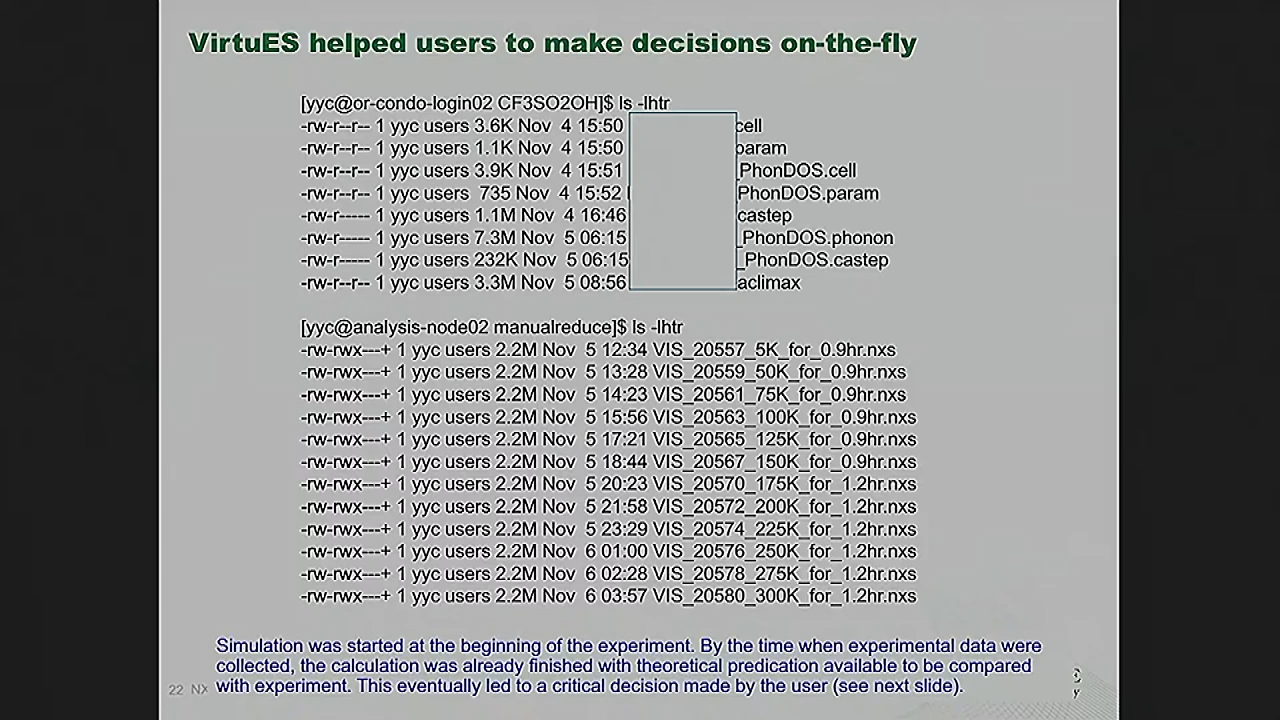 VirtuES helped users to make decisions on-the-fly
[yyc@or-condo-login02 CF3SO2OH]$ ls -lhtr
-rw-r--r-- 1 yyc users 3.6K Nov  4 15:50 cell
-rw-r--r-- 1 yyc users 1.1K Nov  4 15:50 param
-rw-r--r-- 1 yyc users 3.9K Nov  4 15:51 _PhonDOS.cell
-rw-r--r-- 1 yyc users  735 Nov  4 15:52 PhonDOS.param
-rw-r----- 1 yyc users 1.1M Nov  4 16:46 castep
-rw-r----- 1 yyc users 7.3M Nov  5 06:15 _PhonDOS.phonon
-rw-r----- 1 yyc users 232K Nov  5 06:15 _PhonDOS.castep
-rw-r--r-- 1 yyc users 3.3M Nov  5 08:56 aclimax
[yyc@analysis-node02 manualreduce]$ ls -lhtr
-rw-rwx---+ 1 yyc users 2.2M Nov  5 12:34 VIS_20557_5K_for_0.9hr.nxs
-rw-rwx---+ 1 yyc users 2.2M Nov  5 13:28 VIS_20559_50K_for_0.9hr.nxs
-rw-rwx---+ 1 yyc users 2.2M Nov  5 14:23 VIS_20561_75K_for_0.9hr.nxs
-rw-rwx---+ 1 yyc users 2.2M Nov  5 15:56 VIS_20563_100K_for_0.9hr.nxs
-rw-rwx---+ 1 yyc users 2.2M Nov  5 17:21 VIS_20565_125K_for_0.9hr.nxs
-rw-rwx---+ 1 yyc users 2.2M Nov  5 18:44 VIS_20567_150K_for_0.9hr.nxs
-rw-rwx---+ 1 yyc users 2.2M Nov  5 20:23 VIS_20570_175K_for_1.2hr.nxs
-rw-rwx---+ 1 yyc users 2.2M Nov  5 21:58 VIS_20572_200K_for_1.2hr.nxs
-rw-rwx---+ 1 yyc users 2.2M Nov  5 23:29 VIS_20574_225K_for_1.2hr.nxs
-rw-rwx---+ 1 yyc users 2.2M Nov  6 01:00 VIS_20576_250K_for_1.2hr.nxs
-rw-rwx---+ 1 yyc users 2.2M Nov  6 02:28 VIS_20578_275K_for_1.2hr.nxs
-rw-rwx---+ 1 yyc users 2.2M Nov  6 03:57 VIS_20580_300K_for_1.2hr.nxs
Simulation was started at the beginning of the experiment. By the time when experimental data were
collected, the calculation was already finished with theoretical predication available to be compared
with experiment. This eventually led to a critical decision made by the user (see next slide).
22 NX